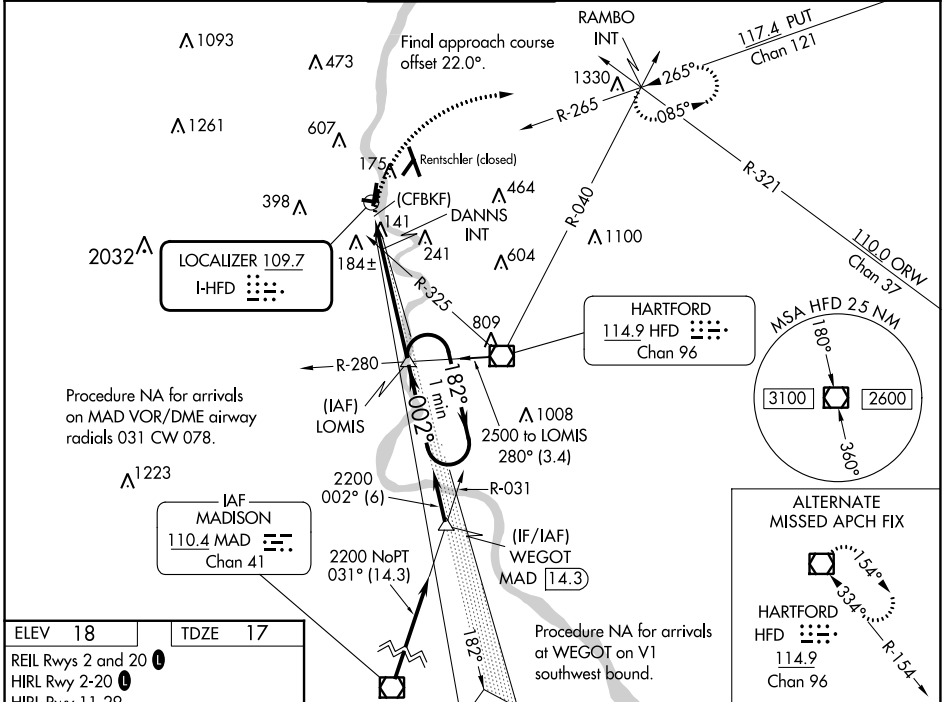 RAMBO
INT
117.4 PUT
Chan 121
1093
473
Final approach course
offset 22.0°.
1330
265°
085°
R-265
1261
607
175
Rentschler (closed)
R-321
R-040
398
(CFBKF)
464
DANNS
INT
141
241
184±
604
1100
2032
LOCALIZER 109.7
I-HFD
R-325
110.0 ORW
Chan 37
809
HARTFORD
114.9 HFD
Chan 96
MSA HFD 25 NM
180°
3100
2600
360°
R-280
182°
1 min
002°
(IAF)
LOMIS
Procedure NA for arrivals
on MAD VOR/DME airway
radials 031 CW 078.
1008
2500 to LOMIS
280° (3.4)
1223
2200
002° (6)
R-031
IAF
MADISON
110.4 MAD
Chan 41
(IF/IAF)
WEGOT
MAD 14.3
2200 NoPT
031° (14.3)
182°
Procedure NA for arrivals
at WEGOT on V1
southwest bound.
ALTERNATE
MISSED APCH FIX
154°
334°
HARTFORD
HFD
114.9
Chan 96
R-154
ELEV 18
TDZE 17
REIL Rwys 2 and 20 L
HIRL Rwy 2-20 L
HIRL Rwy 11-29